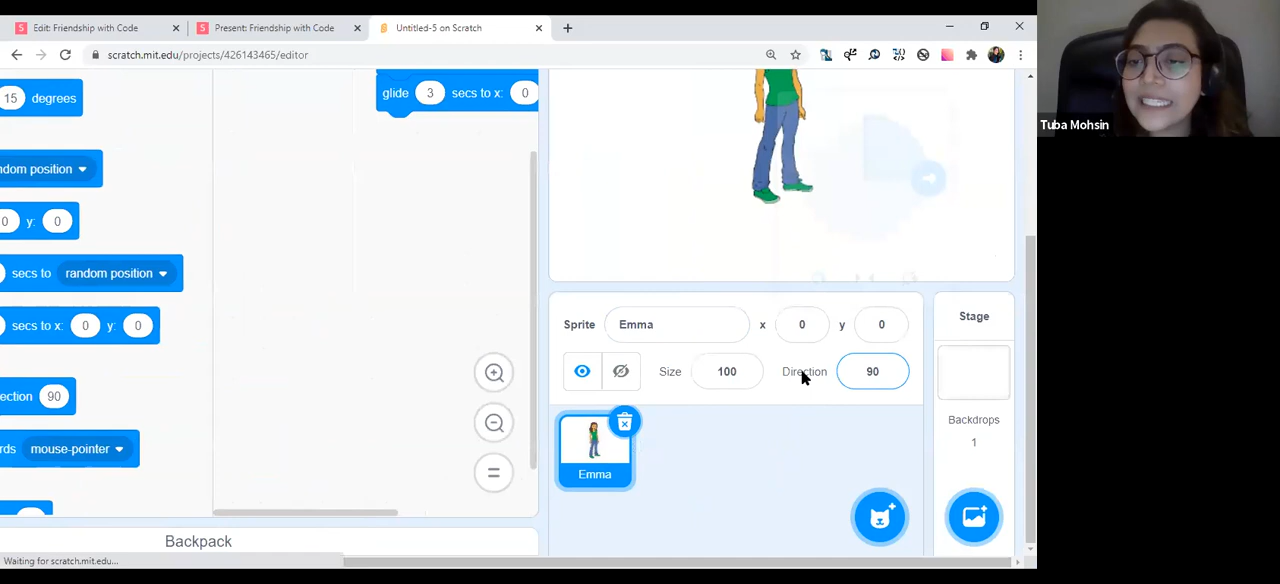 Edit: Friendship with Code
Present: Friendship with Code
Untitled-5 on Scratch
scratch.mit.edu/projects/426143465/editor
15 degrees
glide 3 secs to x: 0
ndom position
0 y: 0
secs to random position
secs to x: 0 y: 0
ection 90
rds mouse-pointer
Sprite Emma x 0 y 0
Size 100 Direction 90
Emma
Stage
Backdrops
1
Backpack
Waiting for scratch.mit.edu...
Tuba Mohsin